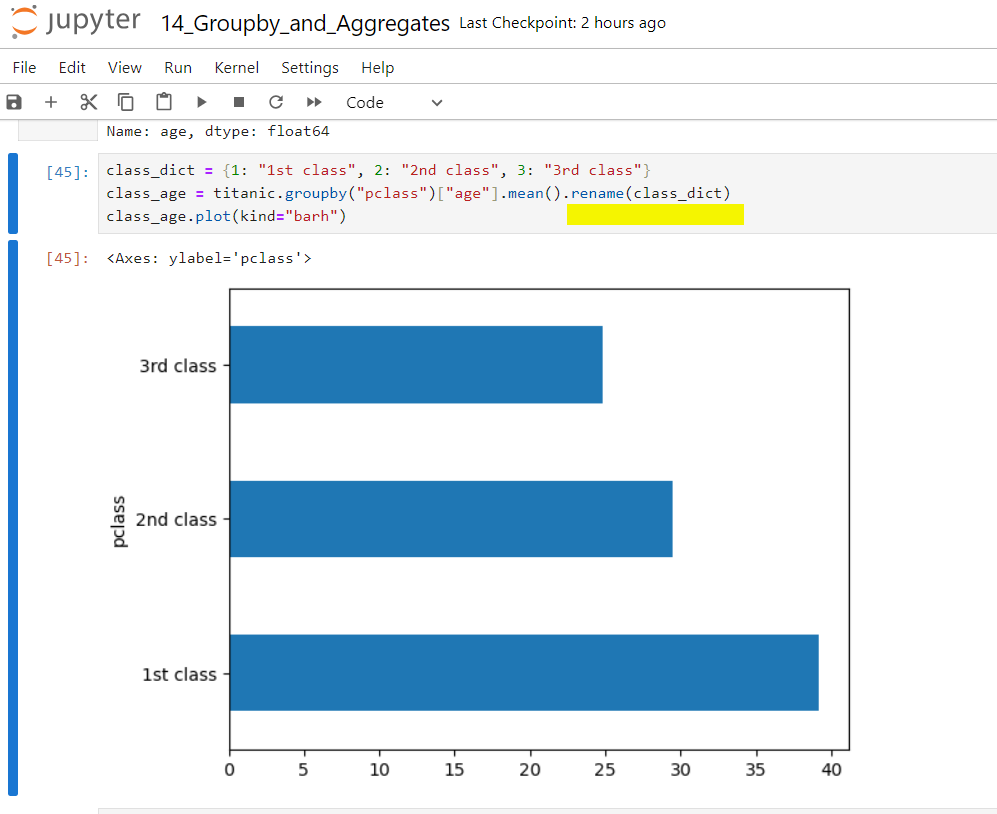 jupyter 14_Groupby_and_Aggregates Last Checkpoint: 2 hours ago
File Edit View Run Kernel Settings Help
Code
Name: age, dtype: float64
[45]: class_dict = {1: "1st class", 2: "2nd class", 3: "3rd class"}
class_age = titanic.groupby("pclass")["age"].mean().rename(class_dict)
class_age.plot(kind="barh")
[45]: <Axes: ylabel='pclass'>
3rd class
2nd class
pclass
1st class
0 5 10 15 20 25 30 35 40